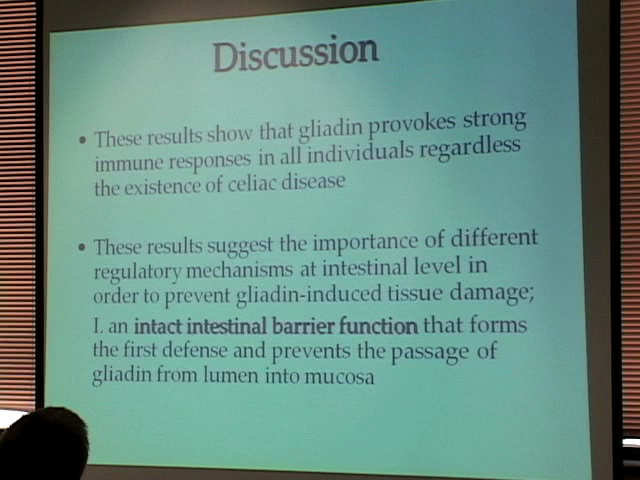 Discussion
• These results show that gliadin provokes strong
immune responses in all individuals regardless
the existence of celiac disease
• These results suggest the importance of different
regulatory mechanisms at intestinal level in
order to prevent gliadin-induced tissue damage;
I. an intact intestinal barrier function that forms
the first defense and prevents the passage of
gliadin from lumen into mucosa